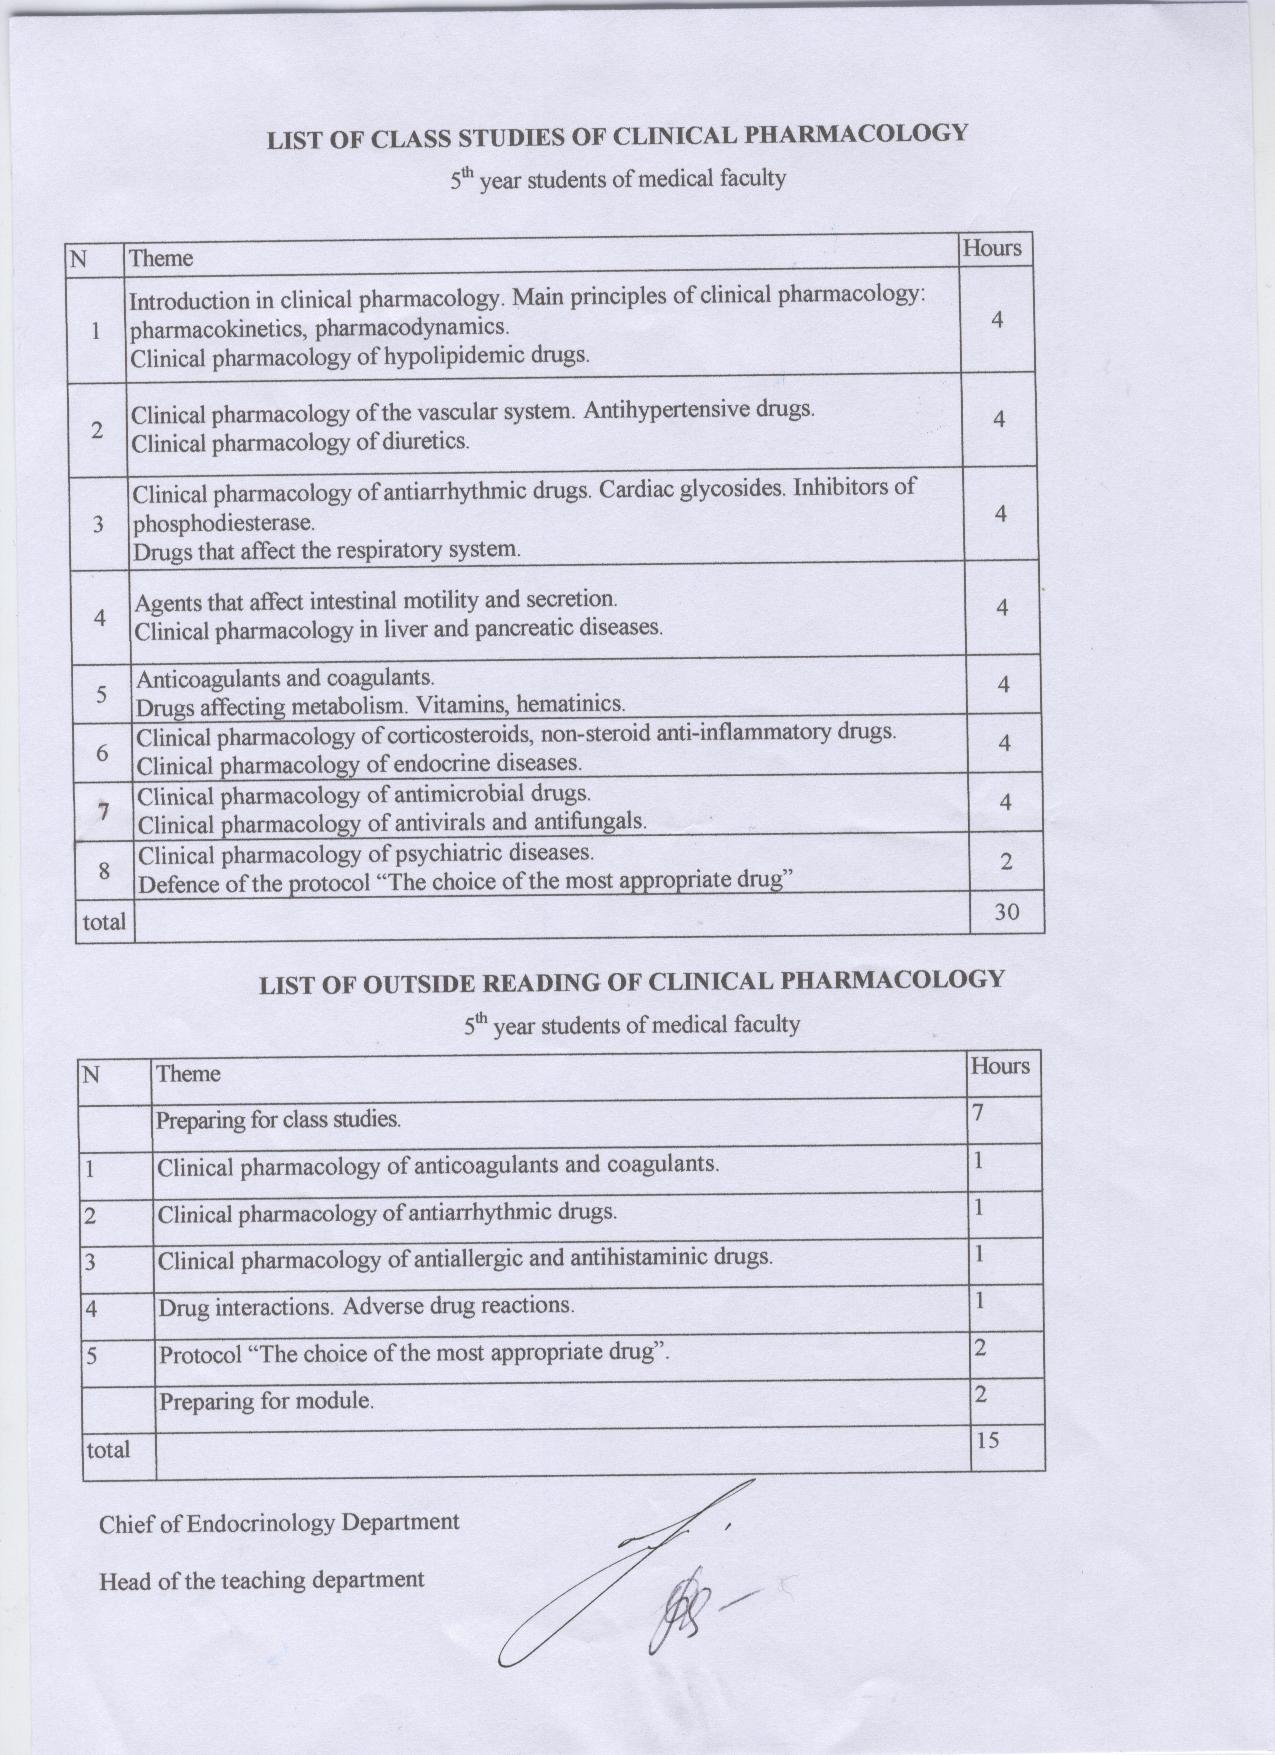 LIST OF CLASS STUDIES OF CLINICAL PHARMACOLOGY
5th year students of medical faculty
N Theme Hours
1 Introduction in clinical pharmacology. Main principles of clinical pharmacology:
pharmacokinetics, pharmacodynamics. 4
Clinical pharmacology of hypolipidemic drugs.
2 Clinical pharmacology of the vascular system. Antihypertensive drugs. 4
Clinical pharmacology of diuretics.
3 Clinical pharmacology of antiarrhythmic drugs. Cardiac glycosides. Inhibitors of
phosphodiesterase. 4
Drugs that affect the respiratory system.
4 Agents that affect intestinal motility and secretion. 4
Clinical pharmacology in liver and pancreatic diseases.
5 Anticoagulants and coagulants. 4
Drugs affecting metabolism. Vitamins, hematinics.
6 Clinical pharmacology of corticosteroids, non-steroid anti-inflammatory drugs. 4
Clinical pharmacology of endocrine diseases.
7 Clinical pharmacology of antimicrobial drugs. 4
Clinical pharmacology of antivirals and antifungals.
8 Clinical pharmacology of psychiatric diseases. 2
Defence of the protocol “The choice of the most appropriate drug”
total 30
LIST OF OUTSIDE READING OF CLINICAL PHARMACOLOGY
5th year students of medical faculty
N Theme Hours
Preparing for class studies. 7
1 Clinical pharmacology of anticoagulants and coagulants. 1
2 Clinical pharmacology of antiarrhythmic drugs. 1
3 Clinical pharmacology of antiallergic and antihistaminic drugs. 1
4 Drug interactions. Adverse drug reactions. 1
5 Protocol “The choice of the most appropriate drug”. 2
Preparing for module. 2
total 15
Chief of Endocrinology Department
Head of the teaching department